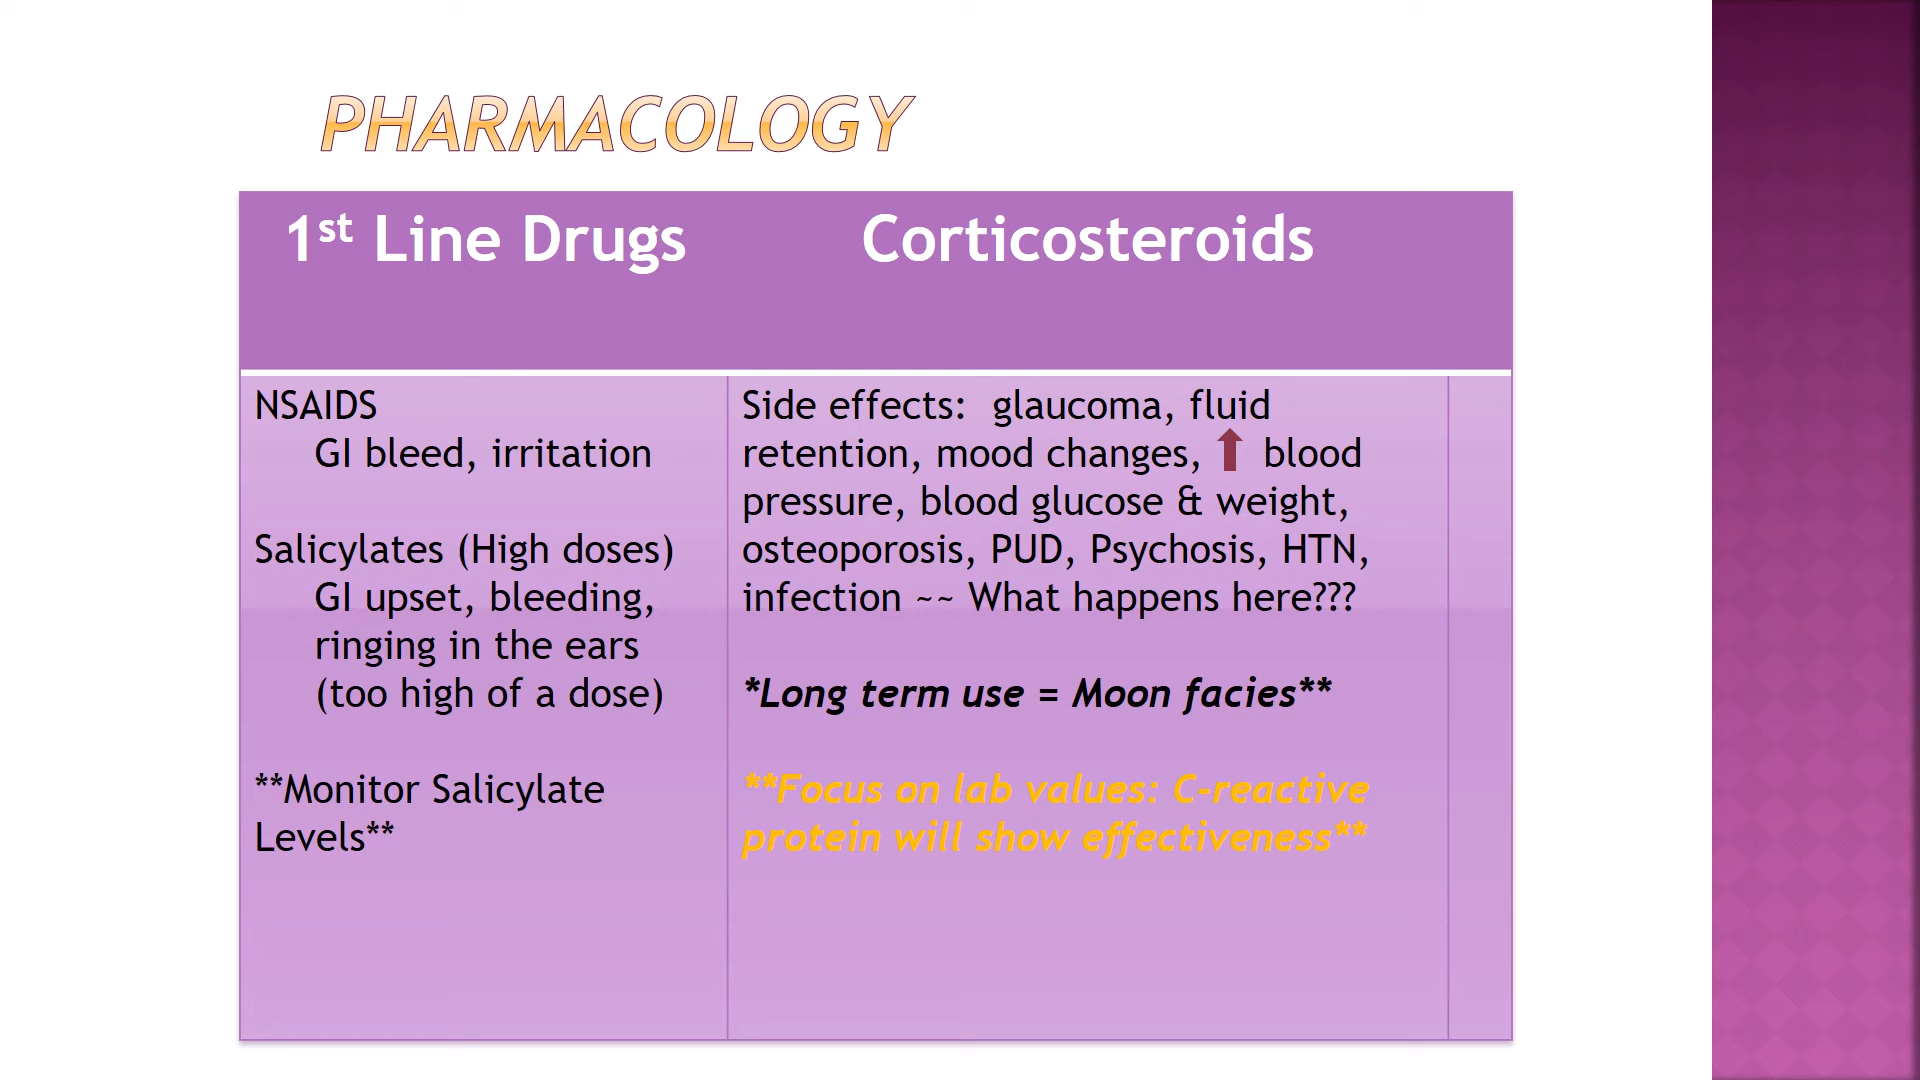 PHARMACOLOGY
1st Line Drugs
Corticosteroids
NSAIDS
GI bleed, irritation
Salicylates (High doses)
GI upset, bleeding,
ringing in the ears
(too high of a dose)
**Monitor Salicylate
Levels**
Side effects:  glaucoma, fluid
retention, mood changes, blood
pressure, blood glucose & weight,
osteoporosis, PUD, Psychosis, HTN,
infection ~~ What happens here???
*Long term use = Moon facies**
**Focus on lab values: C-reactive
protein will show effectiveness**